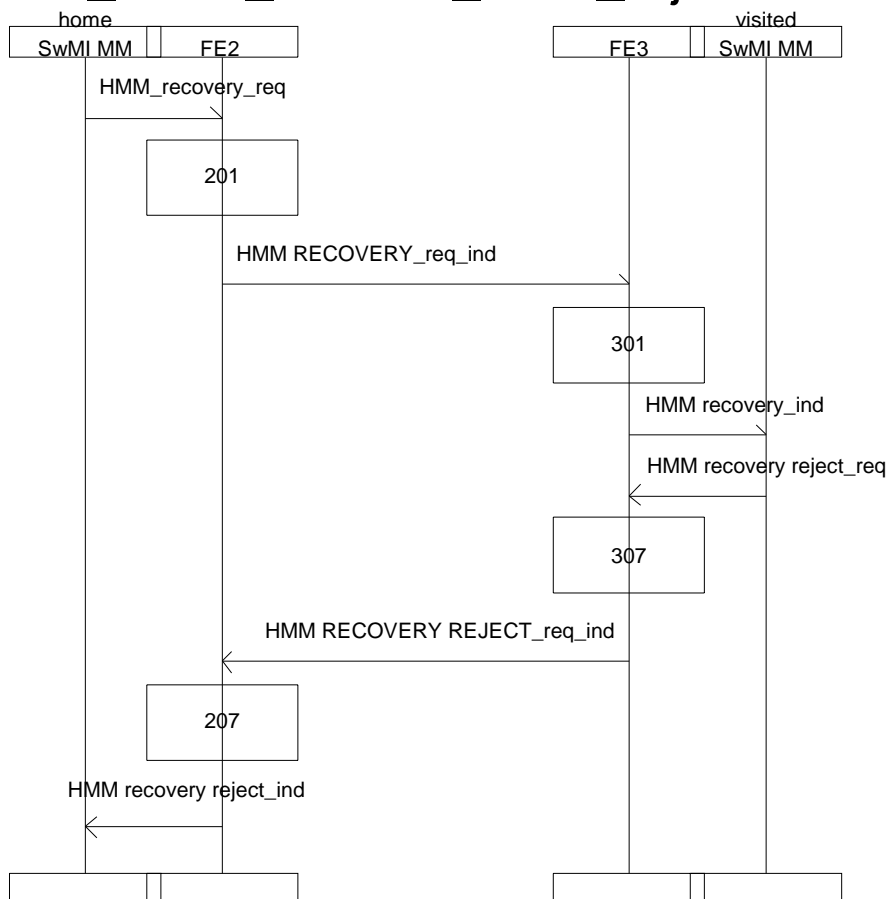 home
visited
SwMI MM
FE2
FE3
SwMI MM
HMM_recovery_req
201
HMM RECOVERY_req_ind
301
HMM recovery_ind
HMM recovery reject_req
307
HMM RECOVERY REJECT_req_ind
207
HMM recovery reject_ind